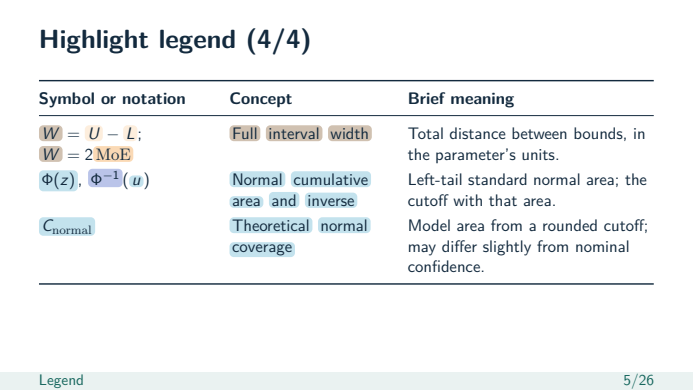 Highlight legend (4/4)
Symbol or notation Concept Brief meaning
W = U − L; Full interval width Total distance between bounds, in
W = 2MoE the parameter's units.
Φ(z), Φ⁻¹(u) Normal cumulative Left-tail standard normal area; the
area and inverse cutoff with that area.
C_normal Theoretical normal Model area from a rounded cutoff;
coverage may differ slightly from nominal
confidence.
Legend 5/26